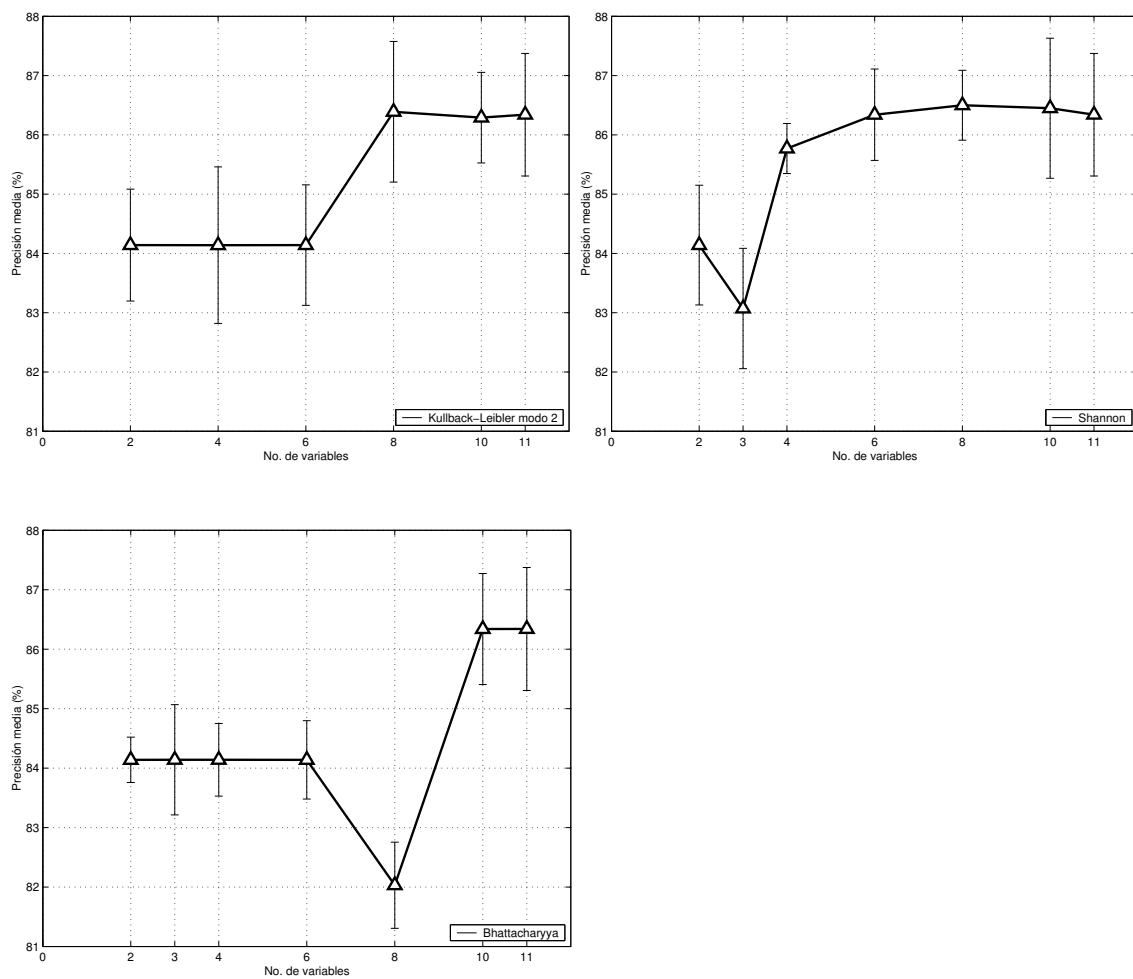 88
87
86
85
84
83
82
81
Precisión media (%)
0 2 4 6 8 10 11
No. de variables
Kullback−Leibler modo 2
88
87
86
85
84
83
82
81
Precisión media (%)
0 2 3 4 6 8 10 11
No. de variables
Shannon
88
87
86
85
84
83
82
81
Precisión media (%)
0 2 3 4 6 8 10 11
No. de variables
Bhattacharyya